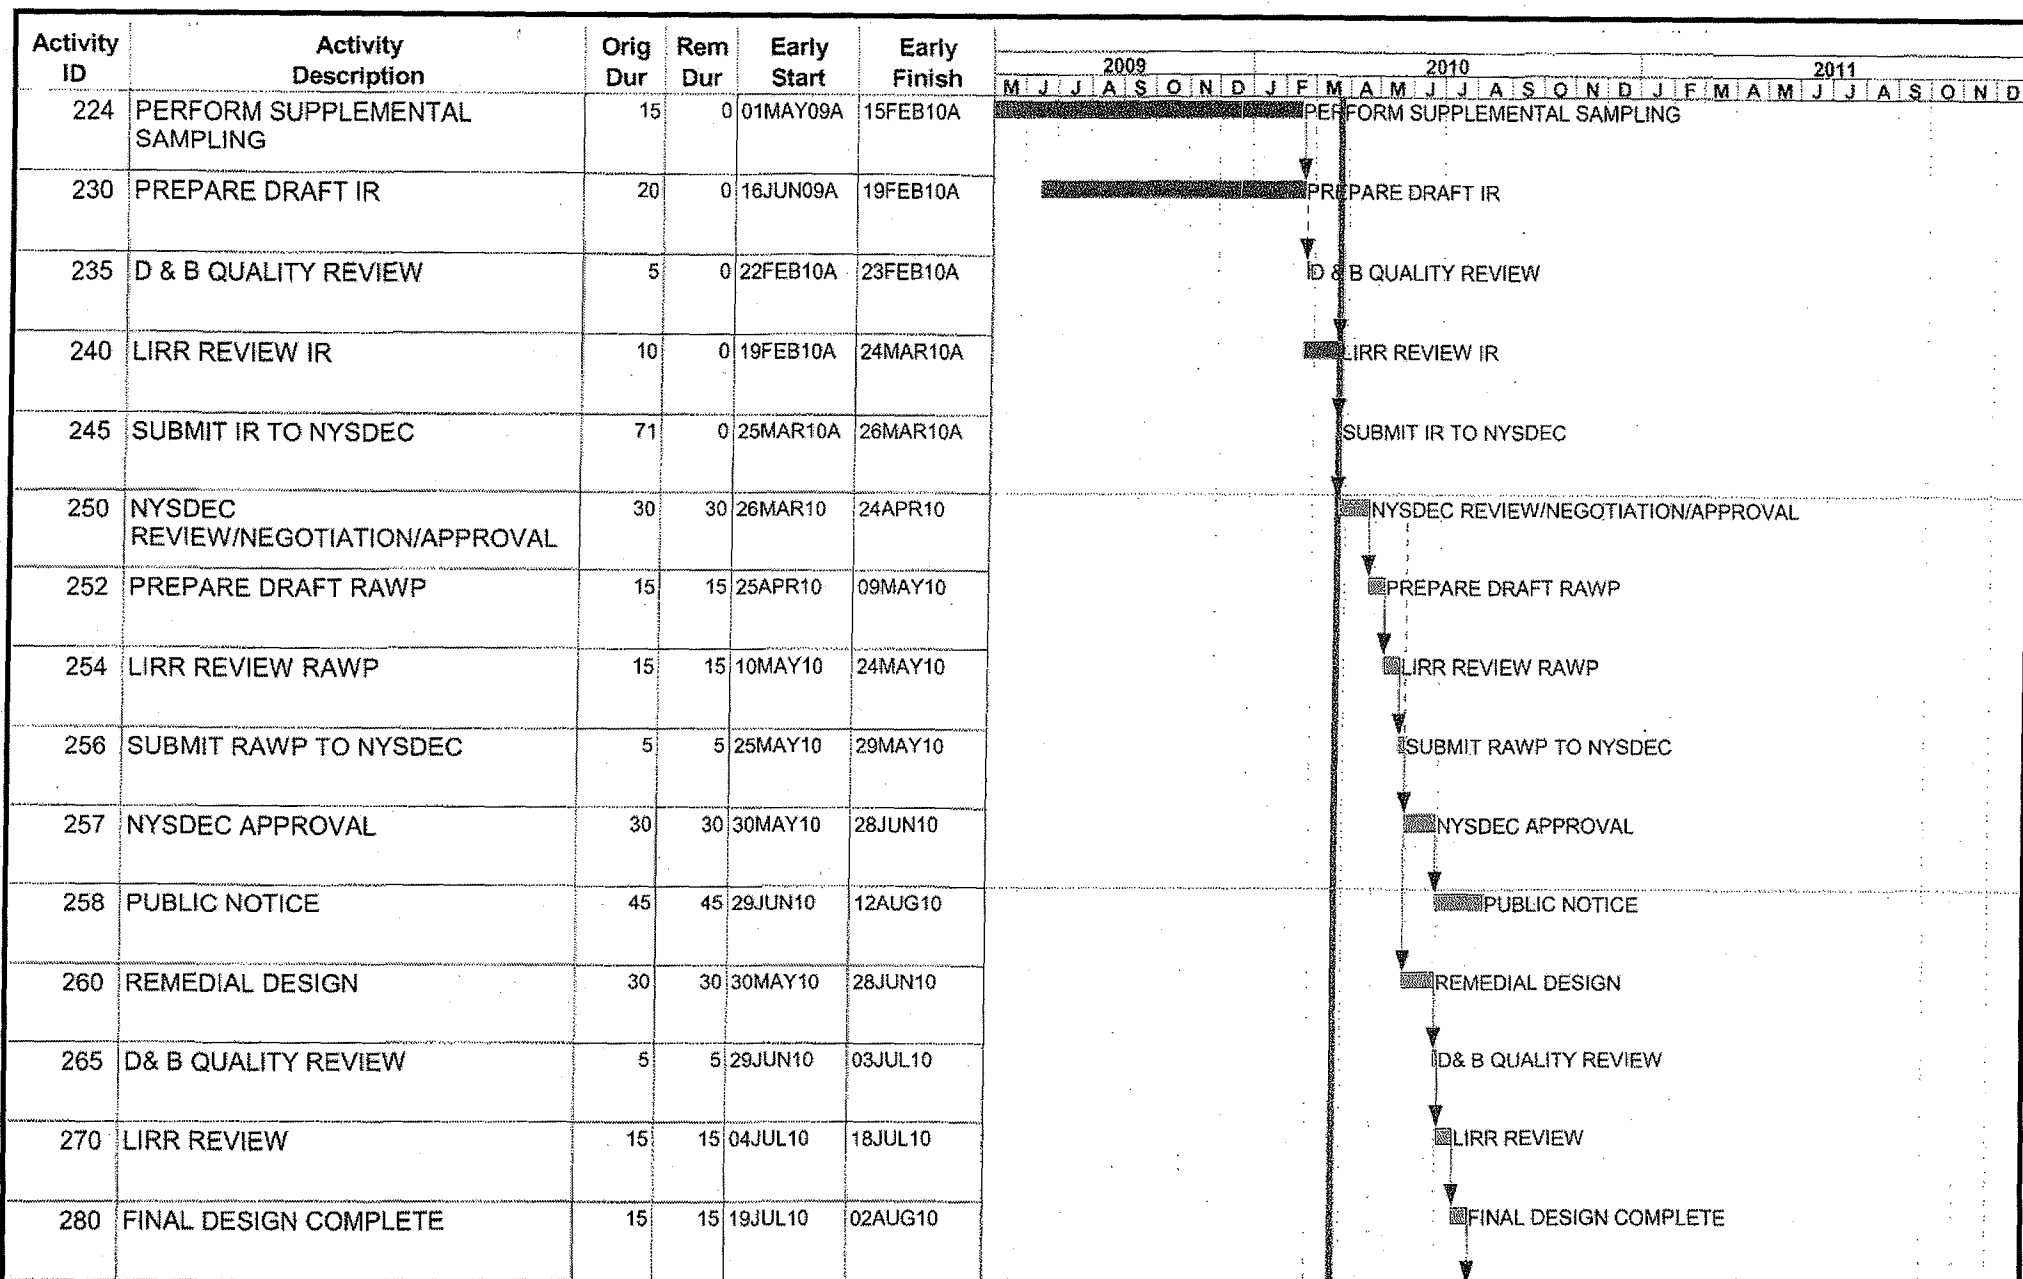 Activity ID Activity Description Orig Dur Rem Dur Early Start Early Finish
2009 2010 2011
M J J A S O N D J F M A M J J A S O N D J F M A M J J A S O N D
224 PERFORM SUPPLEMENTAL SAMPLING 15 0 01MAY09A 15FEB10A PERFORM SUPPLEMENTAL SAMPLING
230 PREPARE DRAFT IR 20 0 16JUN09A 19FEB10A PREPARE DRAFT IR
235 D & B QUALITY REVIEW 5 0 22FEB10A 23FEB10A D & B QUALITY REVIEW
240 LIRR REVIEW IR 10 0 19FEB10A 24MAR10A LIRR REVIEW IR
245 SUBMIT IR TO NYSDEC 71 0 25MAR10A 26MAR10A SUBMIT IR TO NYSDEC
250 NYSDEC REVIEW/NEGOTIATION/APPROVAL 30 30 26MAR10 24APR10 NYSDEC REVIEW/NEGOTIATION/APPROVAL
252 PREPARE DRAFT RAWP 15 15 25APR10 09MAY10 PREPARE DRAFT RAWP
254 LIRR REVIEW RAWP 15 15 10MAY10 24MAY10 LIRR REVIEW RAWP
256 SUBMIT RAWP TO NYSDEC 5 5 25MAY10 29MAY10 SUBMIT RAWP TO NYSDEC
257 NYSDEC APPROVAL 30 30 30MAY10 28JUN10 NYSDEC APPROVAL
258 PUBLIC NOTICE 45 45 29JUN10 12AUG10 PUBLIC NOTICE
260 REMEDIAL DESIGN 30 30 30MAY10 28JUN10 REMEDIAL DESIGN
265 D& B QUALITY REVIEW 5 5 29JUN10 03JUL10 D& B QUALITY REVIEW
270 LIRR REVIEW 15 15 04JUL10 18JUL10 LIRR REVIEW
280 FINAL DESIGN COMPLETE 15 15 19JUL10 02AUG10 FINAL DESIGN COMPLETE